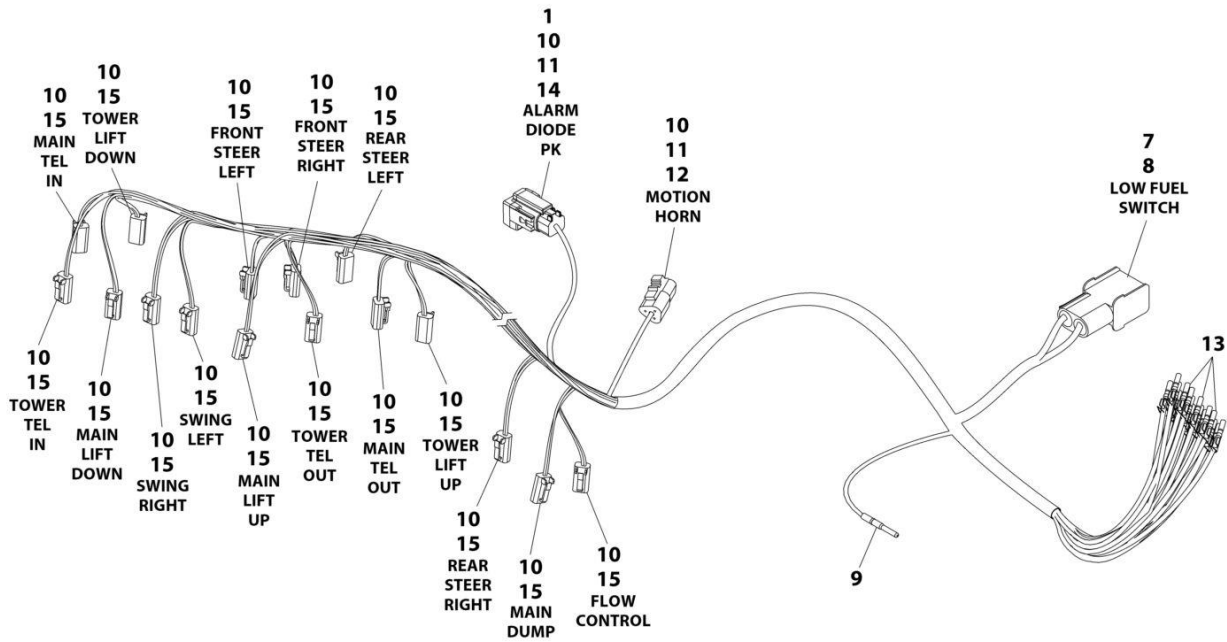 1
10
11
14
ALARM
DIODE
PK
10
15
TOWER
LIFT
DOWN
10
15
MAIN
TEL
IN
10
15
FRONT
STEER
LEFT
10
15
FRONT
STEER
RIGHT
10
15
REAR
STEER
LEFT
10
11
12
MOTION
HORN
7
8
LOW FUEL
SWITCH
13
10
15
TOWER
TEL
IN
10
15
MAIN
LIFT
DOWN
10
15
SWING
RIGHT
10
15
SWING
LEFT
10
15
MAIN
LIFT
UP
10
15
TOWER
TEL
OUT
10
15
MAIN
TEL
OUT
10
15
TOWER
LIFT
UP
10
15
REAR
STEER
RIGHT
10
15
MAIN
DUMP
10
15
FLOW
CONTROL
9